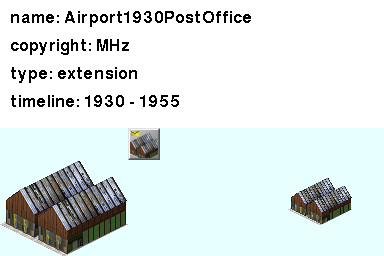 name: Airport1930PostOffice
copyright: MHz
type: extension
timeline: 1930 - 1955